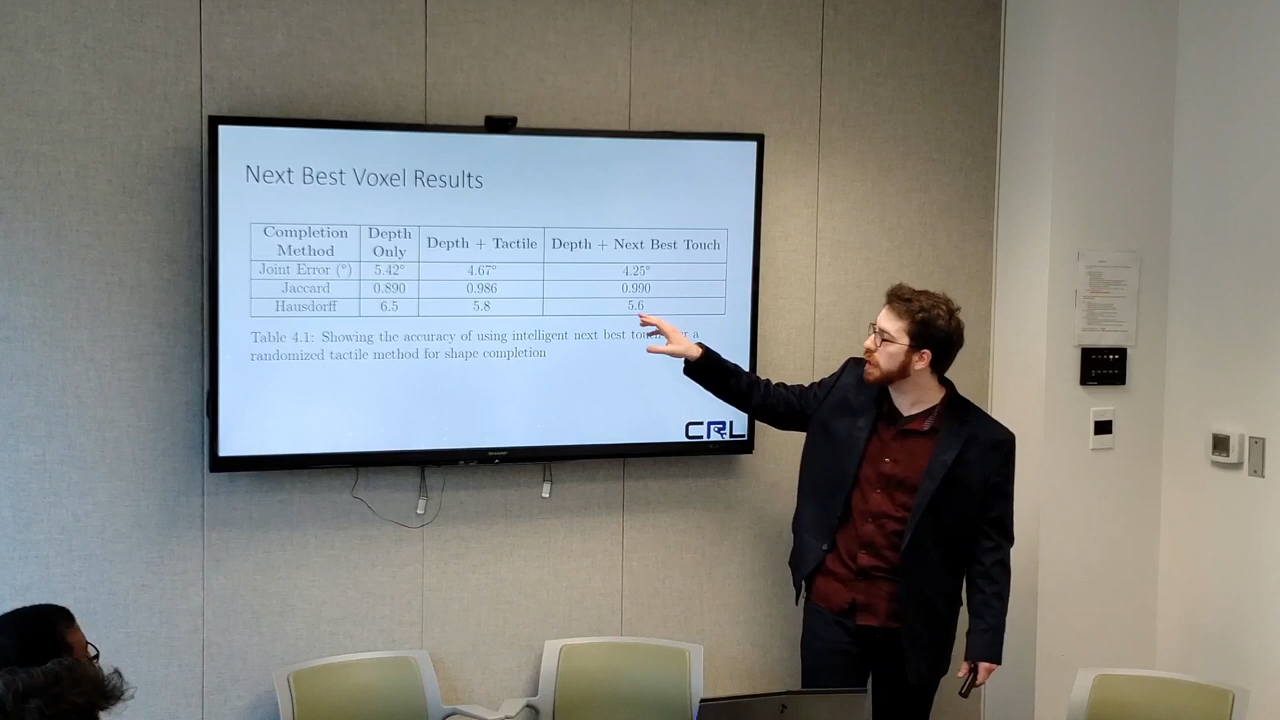 Next Best Voxel Results
Completion Method Depth Only Depth + Tactile Depth + Next Best Touch
Joint Error (°) 5.42° 4.67° 4.25°
Jaccard 0.890 0.986 0.990
Hausdorff 6.5 5.8 5.6
Table 4.1: Showing the accuracy of using intelligent next best a
randomized tactile method for shape completion
CRL
SHARP